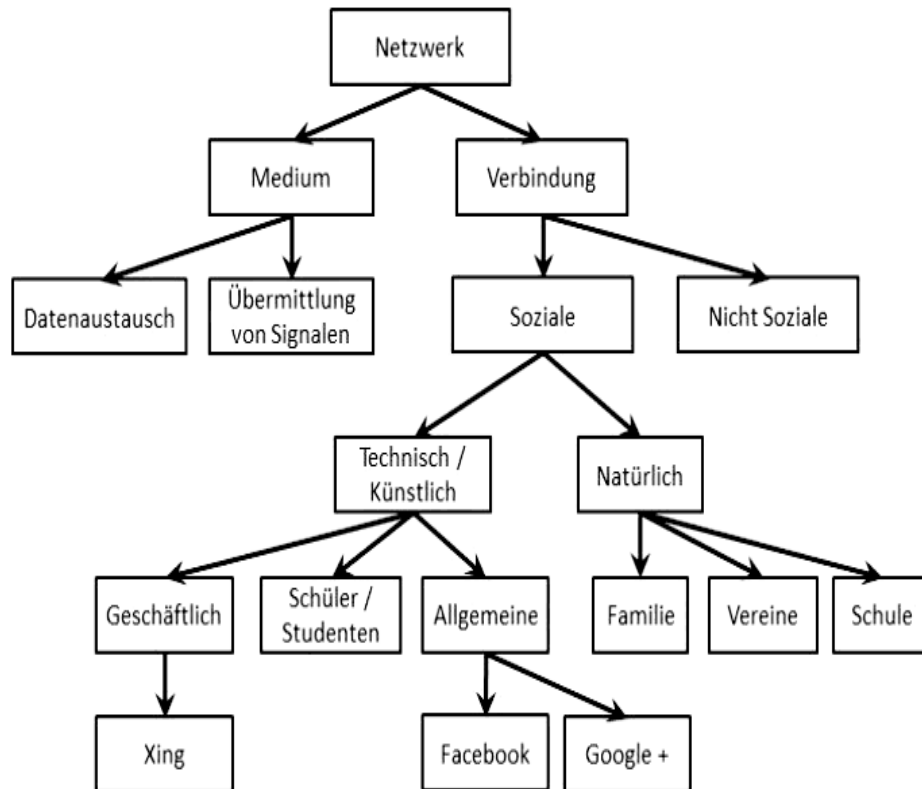 Netzwerk
Medium
Verbindung
Datenaustausch
Übermittlung
von Signalen
Soziale
Nicht Soziale
Technisch /
Künstlich
Natürlich
Geschäftlich
Schüler /
Studenten
Allgemeine
Familie
Vereine
Schule
Xing
Facebook
Google +